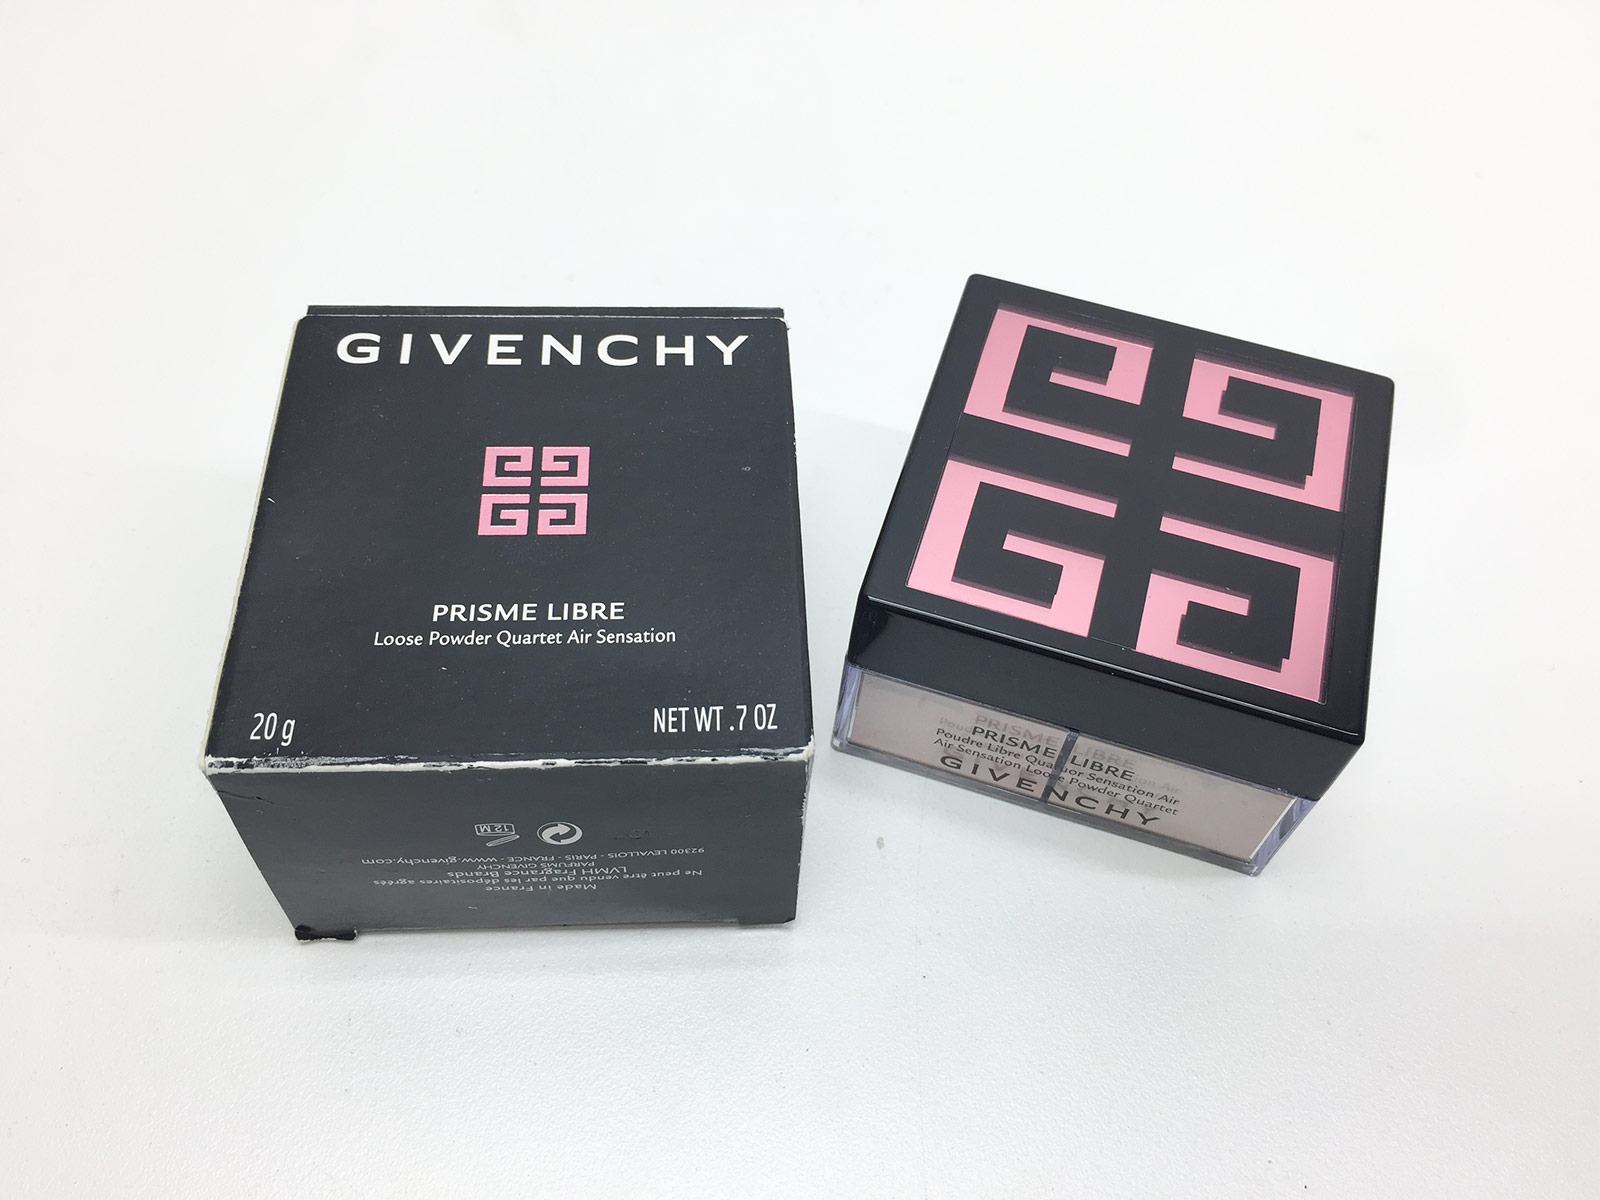 GIVENCHY
PRISME LIBRE
Loose Powder Quartet Air Sensation
20 g
NET WT .7 OZ
Made in France
Ne peut être vendu que par les dépositaires agréés
LVMH Fragrance Brands
PARFUMS GIVENCHY
92300 LEVALLOIS - PARIS - FRANCE - www.givenchy.com
12 M
PRISME LIBRE
Poudre Libre Quatuor Sensation Air
Air Sensation Loose Powder Quartet
GIVENCHY